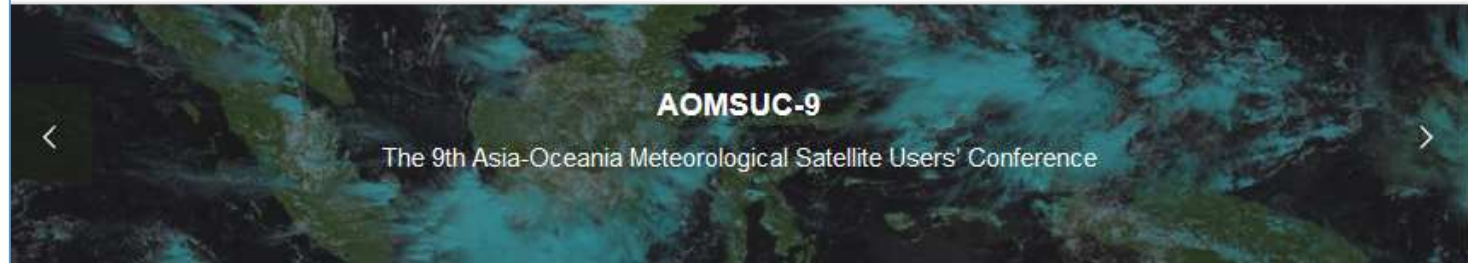 AOMSUC-9
The 9th Asia-Oceania Meteorological Satellite Users' Conference